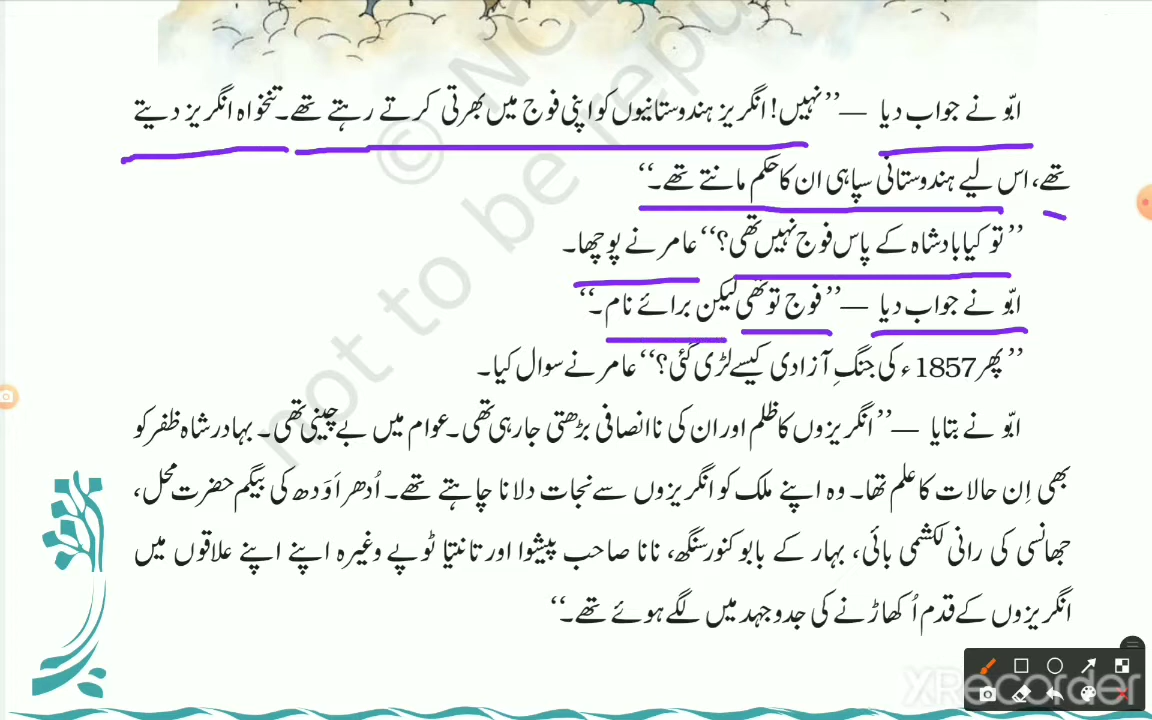 ابّو نے جواب دیا —”نہیں! انگریز ہندوستانیوں کو اپنی فوج میں بھرتی کرتے رہتے تھے۔ تنخواہ انگریز دیتے
تھے، اس لیے ہندوستانی سپاہی ان کا حکم مانتے تھے۔“
”تو کیا بادشاہ کے پاس فوج نہیں تھی؟“ عامر نے پوچھا۔
ابّو نے جواب دیا —”فوج تو تھی لیکن برائے نام۔“
”پھر 1857ء کی جنگِ آزادی کیسے لڑی گئی؟“ عامر نے سوال کیا۔
ابّو نے بتایا —”انگریزوں کا ظلم اور ان کی ناانصافی بڑھتی جارہی تھی۔ عوام میں بے چینی تھی۔ بہادر شاہ ظفر کو
بھی اِن حالات کا علم تھا۔ وہ اپنے ملک کو انگریزوں سے نجات دلانا چاہتے تھے۔ اُدھر اَوَدھ کی بیگم حضرت محل،
جھانسی کی رانی لکشمی بائی، بہار کے بابو کنور سنگھ، نانا صاحب پیشوا اور تانتیا ٹوپے وغیرہ اپنے اپنے علاقوں میں
انگریزوں کے قدم اُکھاڑنے کی جدوجہد میں لگے ہوئے تھے۔“
© NC
not to be repu
XRecorder